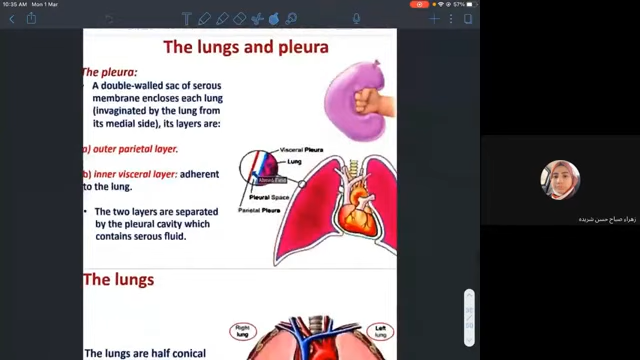 10:35 AM Mon 1 Mar
57%
The lungs and pleura
The pleura:
A double-walled sac of serous
membrane encloses each lung
(invaginated by the lung from
its medial side), its layers are:
a) outer parietal layer.
b) inner visceral layer: adherent
to the lung.
• The two layers are separated
by the pleural cavity which
contains serous fluid.
Visceral Pleura
Lung
Pleural Space
Parietal Pleura
The lungs
Right
lung
Left
lung
The lungs are half conical
زهراء صباح حسن شريده